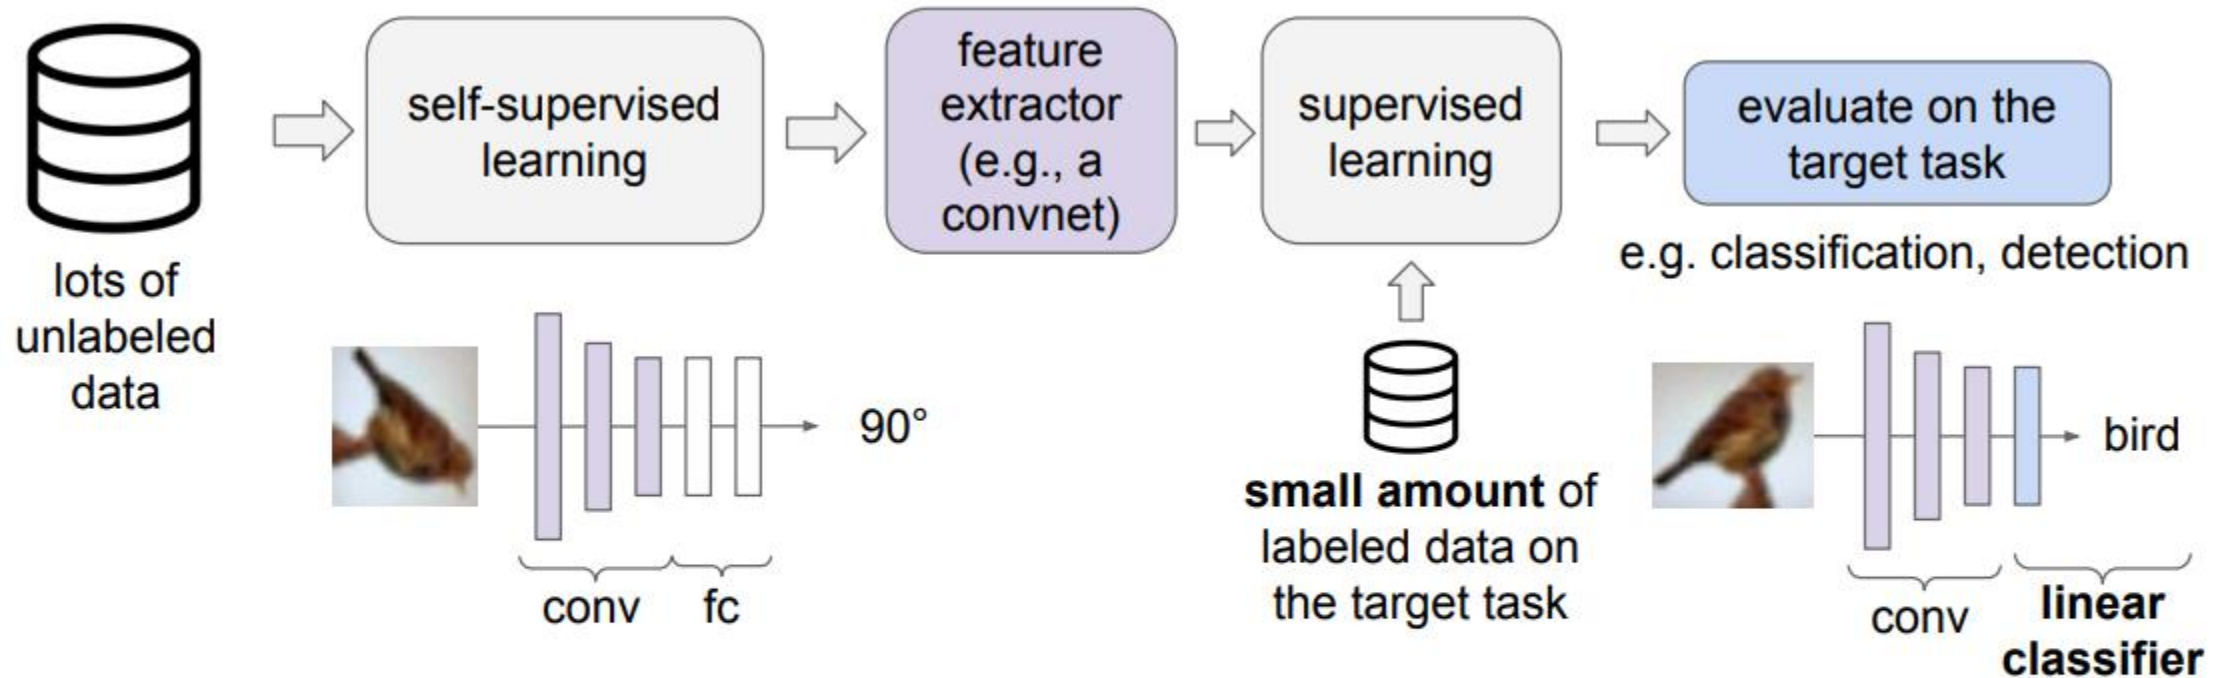 lots of
unlabeled
data
self-supervised
learning
feature
extractor
(e.g., a
convnet)
supervised
learning
evaluate on the
target task
e.g. classification, detection
90°
conv
fc
small amount of
labeled data on
the target task
bird
conv
linear
classifier